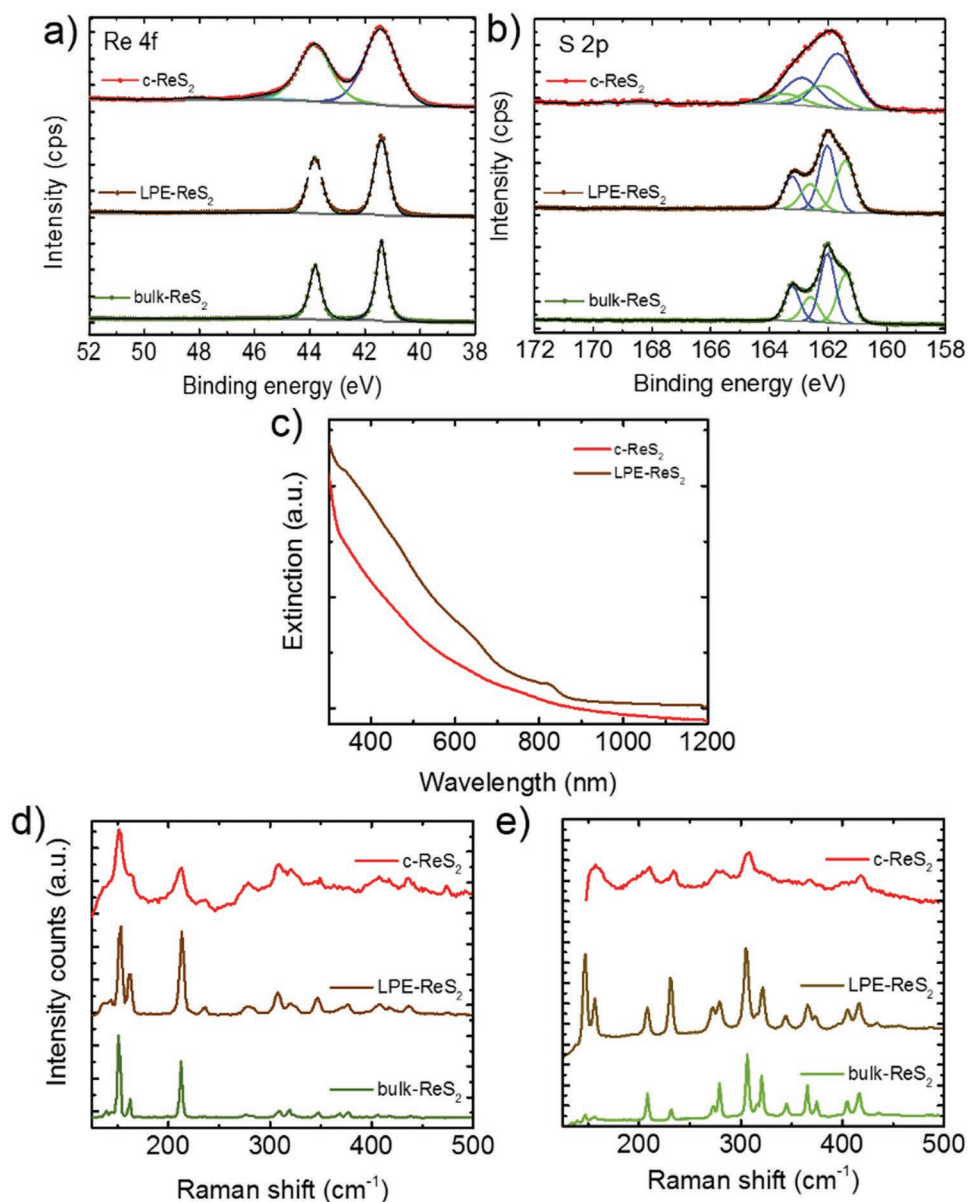 a)
Re 4f
c-ReS₂
LPE-ReS₂
bulk-ReS₂
Intensity (cps)
52 50 48 46 44 42 40 38
Binding energy (eV)
b)
S 2p
c-ReS₂
LPE-ReS₂
bulk-ReS₂
Intensity (cps)
172 170 168 166 164 162 160 158
Binding energy (eV)
c)
c-ReS₂
LPE-ReS₂
Extinction (a.u.)
400 600 800 1000 1200
Wavelength (nm)
d)
c-ReS₂
LPE-ReS₂
bulk-ReS₂
Intensity counts (a.u.)
200 300 400 500
Raman shift (cm⁻¹)
e)
c-ReS₂
LPE-ReS₂
bulk-ReS₂
200 300 400 500
Raman shift (cm⁻¹)